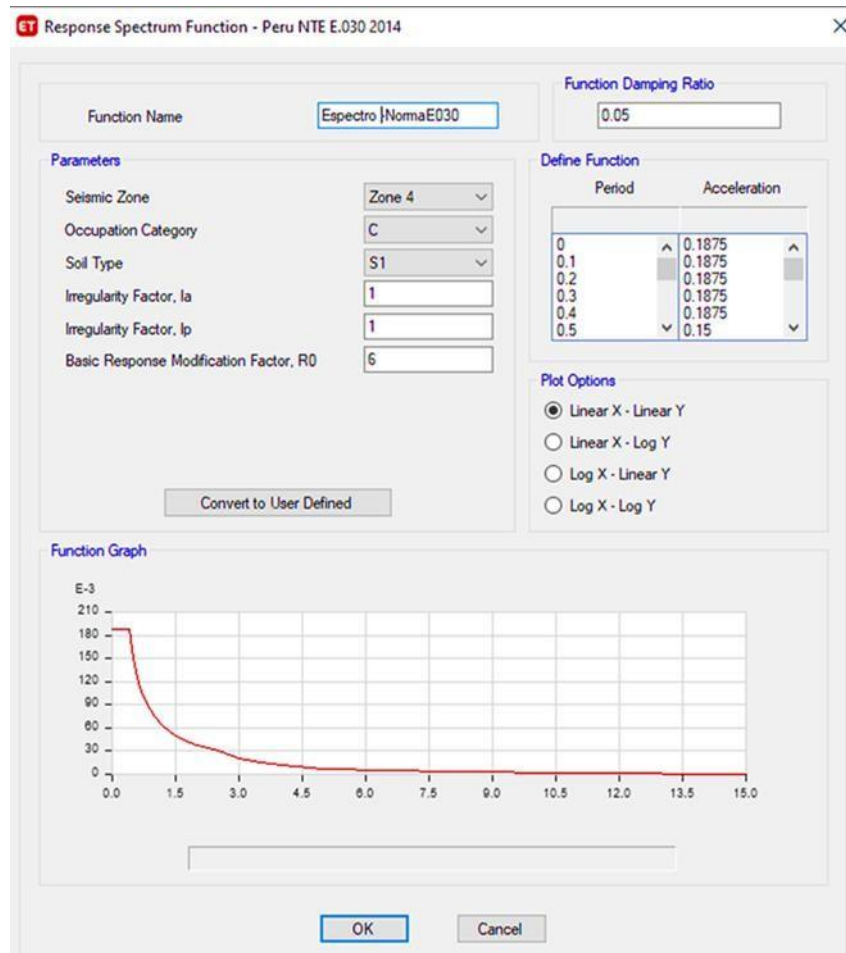 ET Response Spectrum Function - Peru NTE E.030 2014
Function Name
Espectro -NormaE030
Function Damping Ratio
0.05
Parameters
Seismic Zone Zone 4
Occupation Category C
Soil Type S1
Irregularity Factor, Ia 1
Irregularity Factor, Ip 1
Basic Response Modification Factor, R0 6
Convert to User Defined
Define Function
Period Acceleration
0 0.1875
0.1 0.1875
0.2 0.1875
0.3 0.1875
0.4 0.1875
0.5 0.15
Plot Options
Linear X - Linear Y
Linear X - Log Y
Log X - Linear Y
Log X - Log Y
Function Graph
E-3
210
180
150
120
90
60
30
0
0.0 1.5 3.0 4.5 6.0 7.5 9.0 10.5 12.0 13.5 15.0
OK Cancel